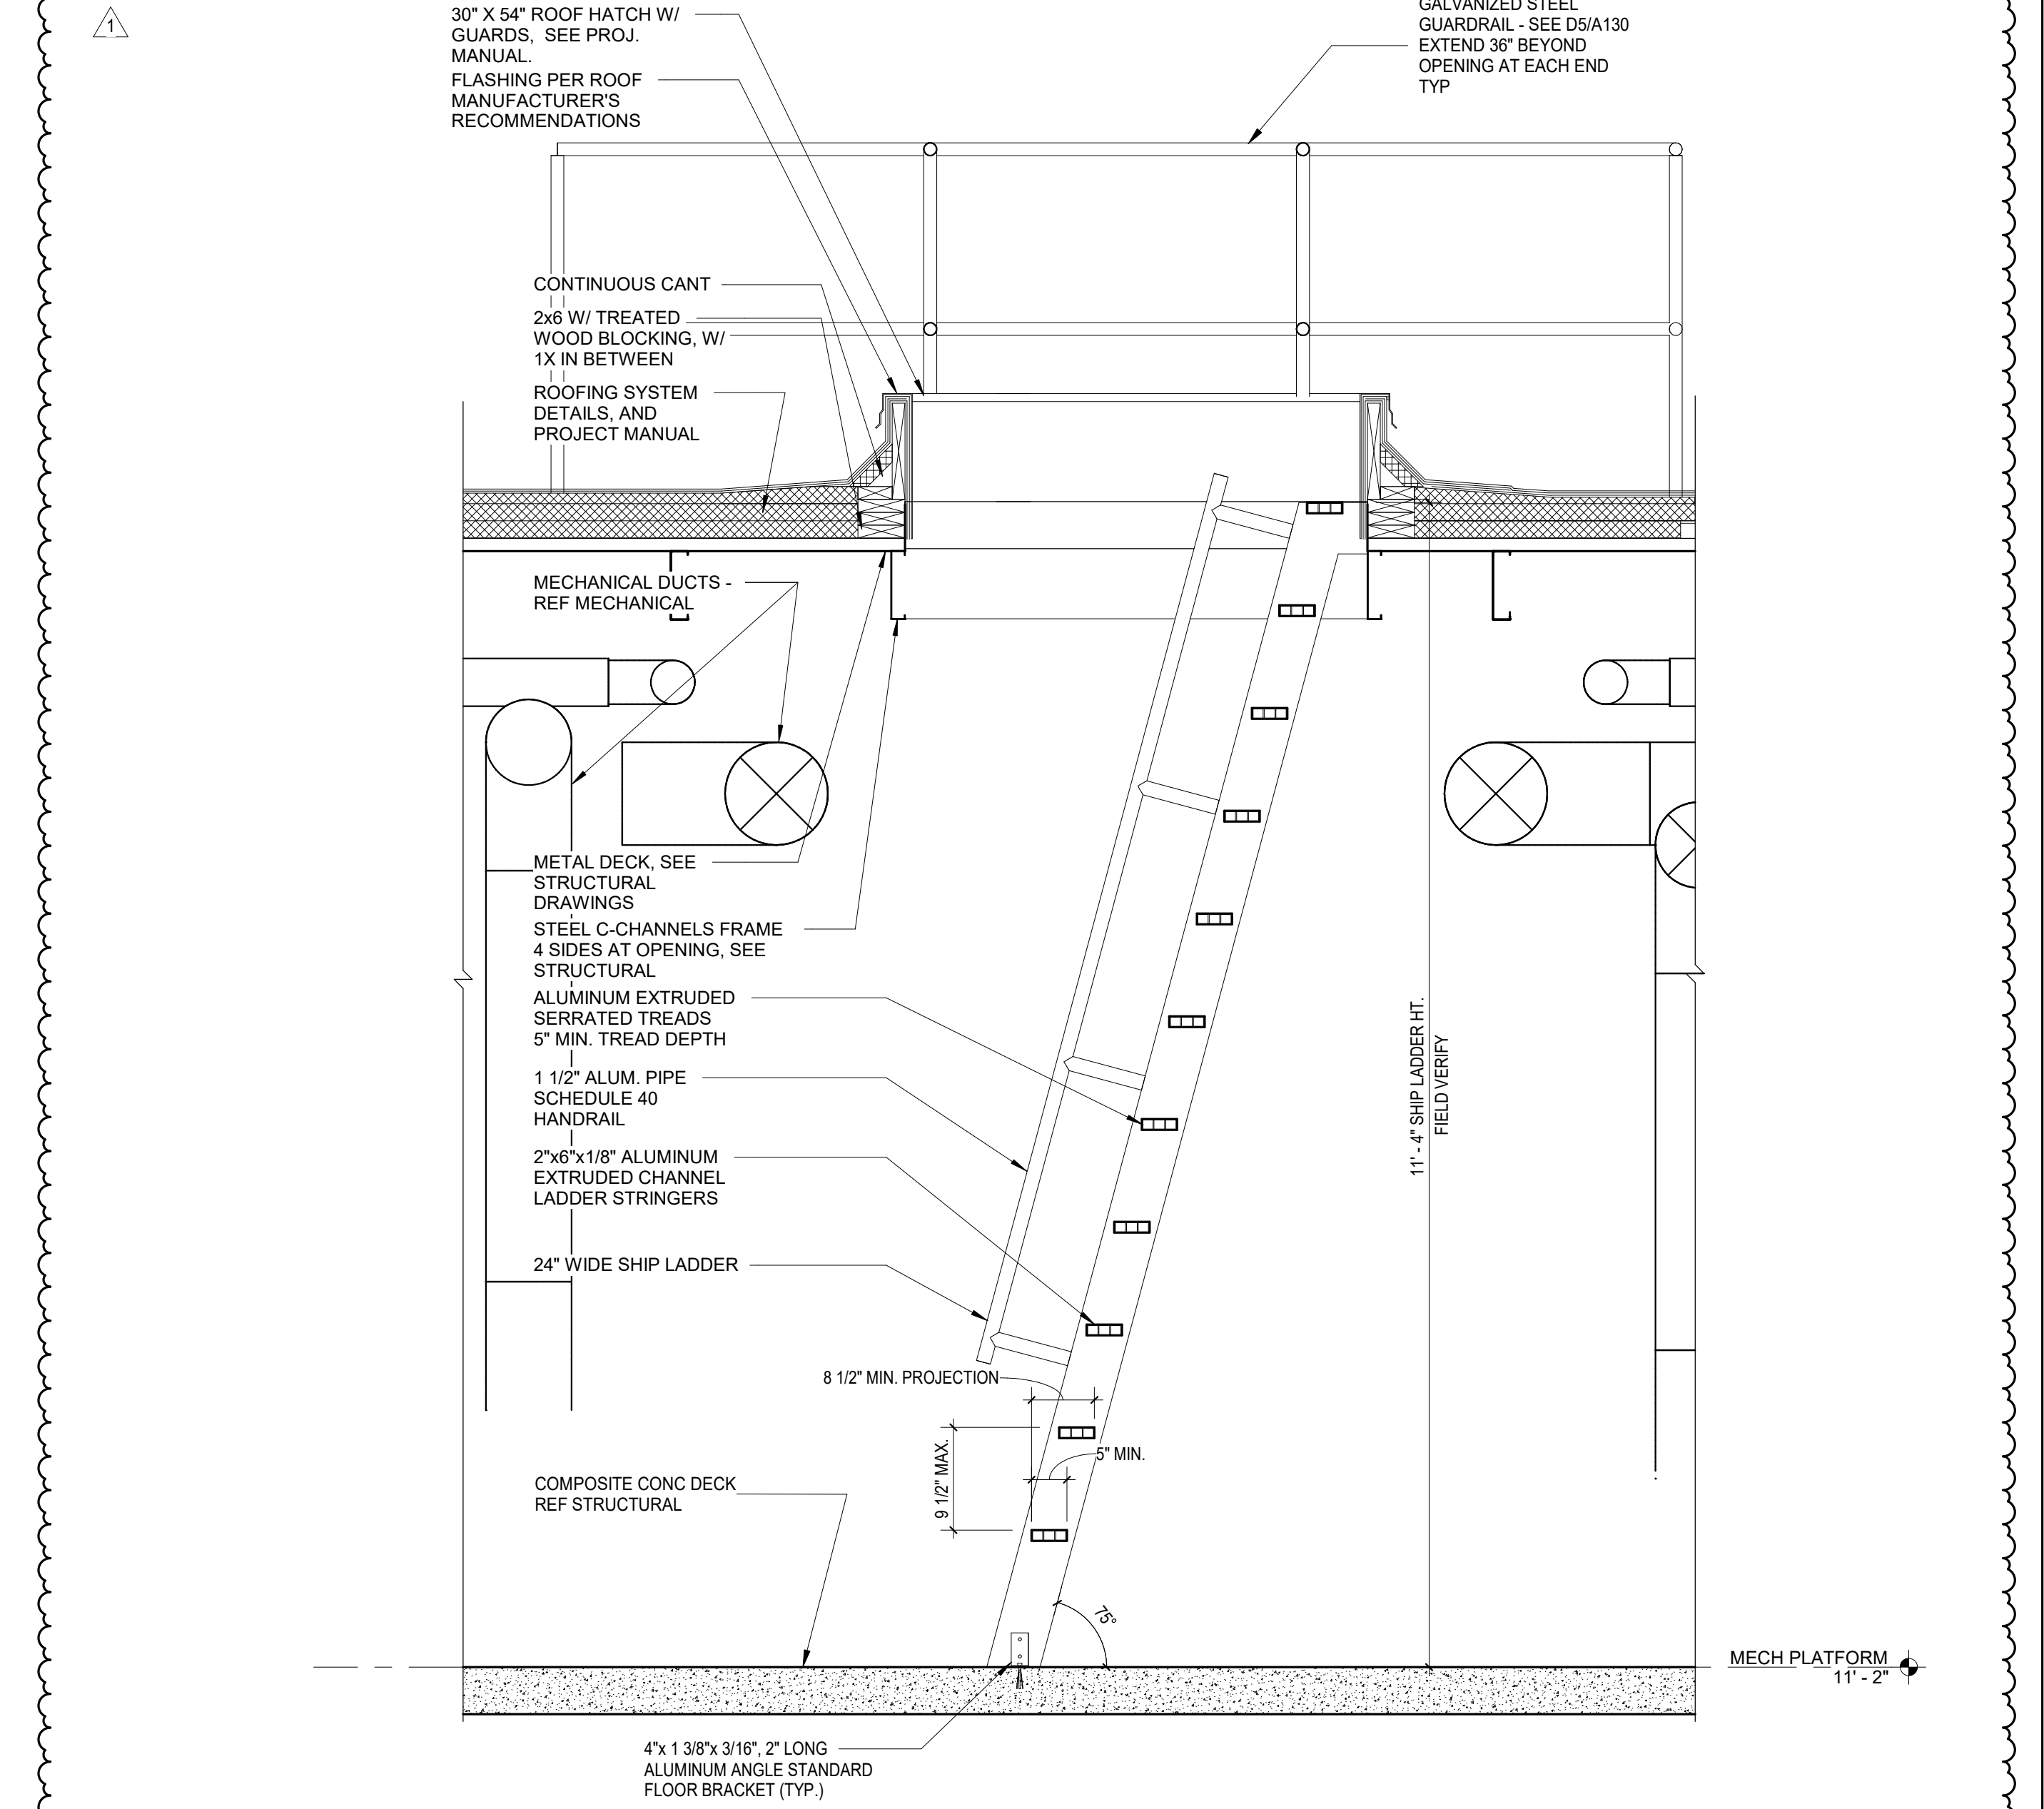 1
30" X 54" ROOF HATCH W/
GUARDS, SEE PROJ.
MANUAL.
FLASHING PER ROOF
MANUFACTURER'S
RECOMMENDATIONS
GALVANIZED STEEL
GUARDRAIL - SEE D5/A130
EXTEND 36" BEYOND
OPENING AT EACH END
TYP
CONTINUOUS CANT
2x6 W/ TREATED
WOOD BLOCKING, W/
1X IN BETWEEN
ROOFING SYSTEM
DETAILS, AND
PROJECT MANUAL
MECHANICAL DUCTS -
REF MECHANICAL
METAL DECK, SEE
STRUCTURAL
DRAWINGS
STEEL C-CHANNELS FRAME
4 SIDES AT OPENING, SEE
STRUCTURAL
ALUMINUM EXTRUDED
SERRATED TREADS
5" MIN. TREAD DEPTH
1 1/2" ALUM. PIPE
SCHEDULE 40
HANDRAIL
2"x6"x1/8" ALUMINUM
EXTRUDED CHANNEL
LADDER STRINGERS
24" WIDE SHIP LADDER
11' - 4" SHIP LADDER HT.
FIELD VERIFY
8 1/2" MIN. PROJECTION
9 1/2" MAX.
5" MIN.
COMPOSITE CONC DECK
REF STRUCTURAL
75°
MECH PLATFORM
11' - 2"
4"x 1 3/8"x 3/16", 2" LONG
ALUMINUM ANGLE STANDARD
FLOOR BRACKET (TYP.)